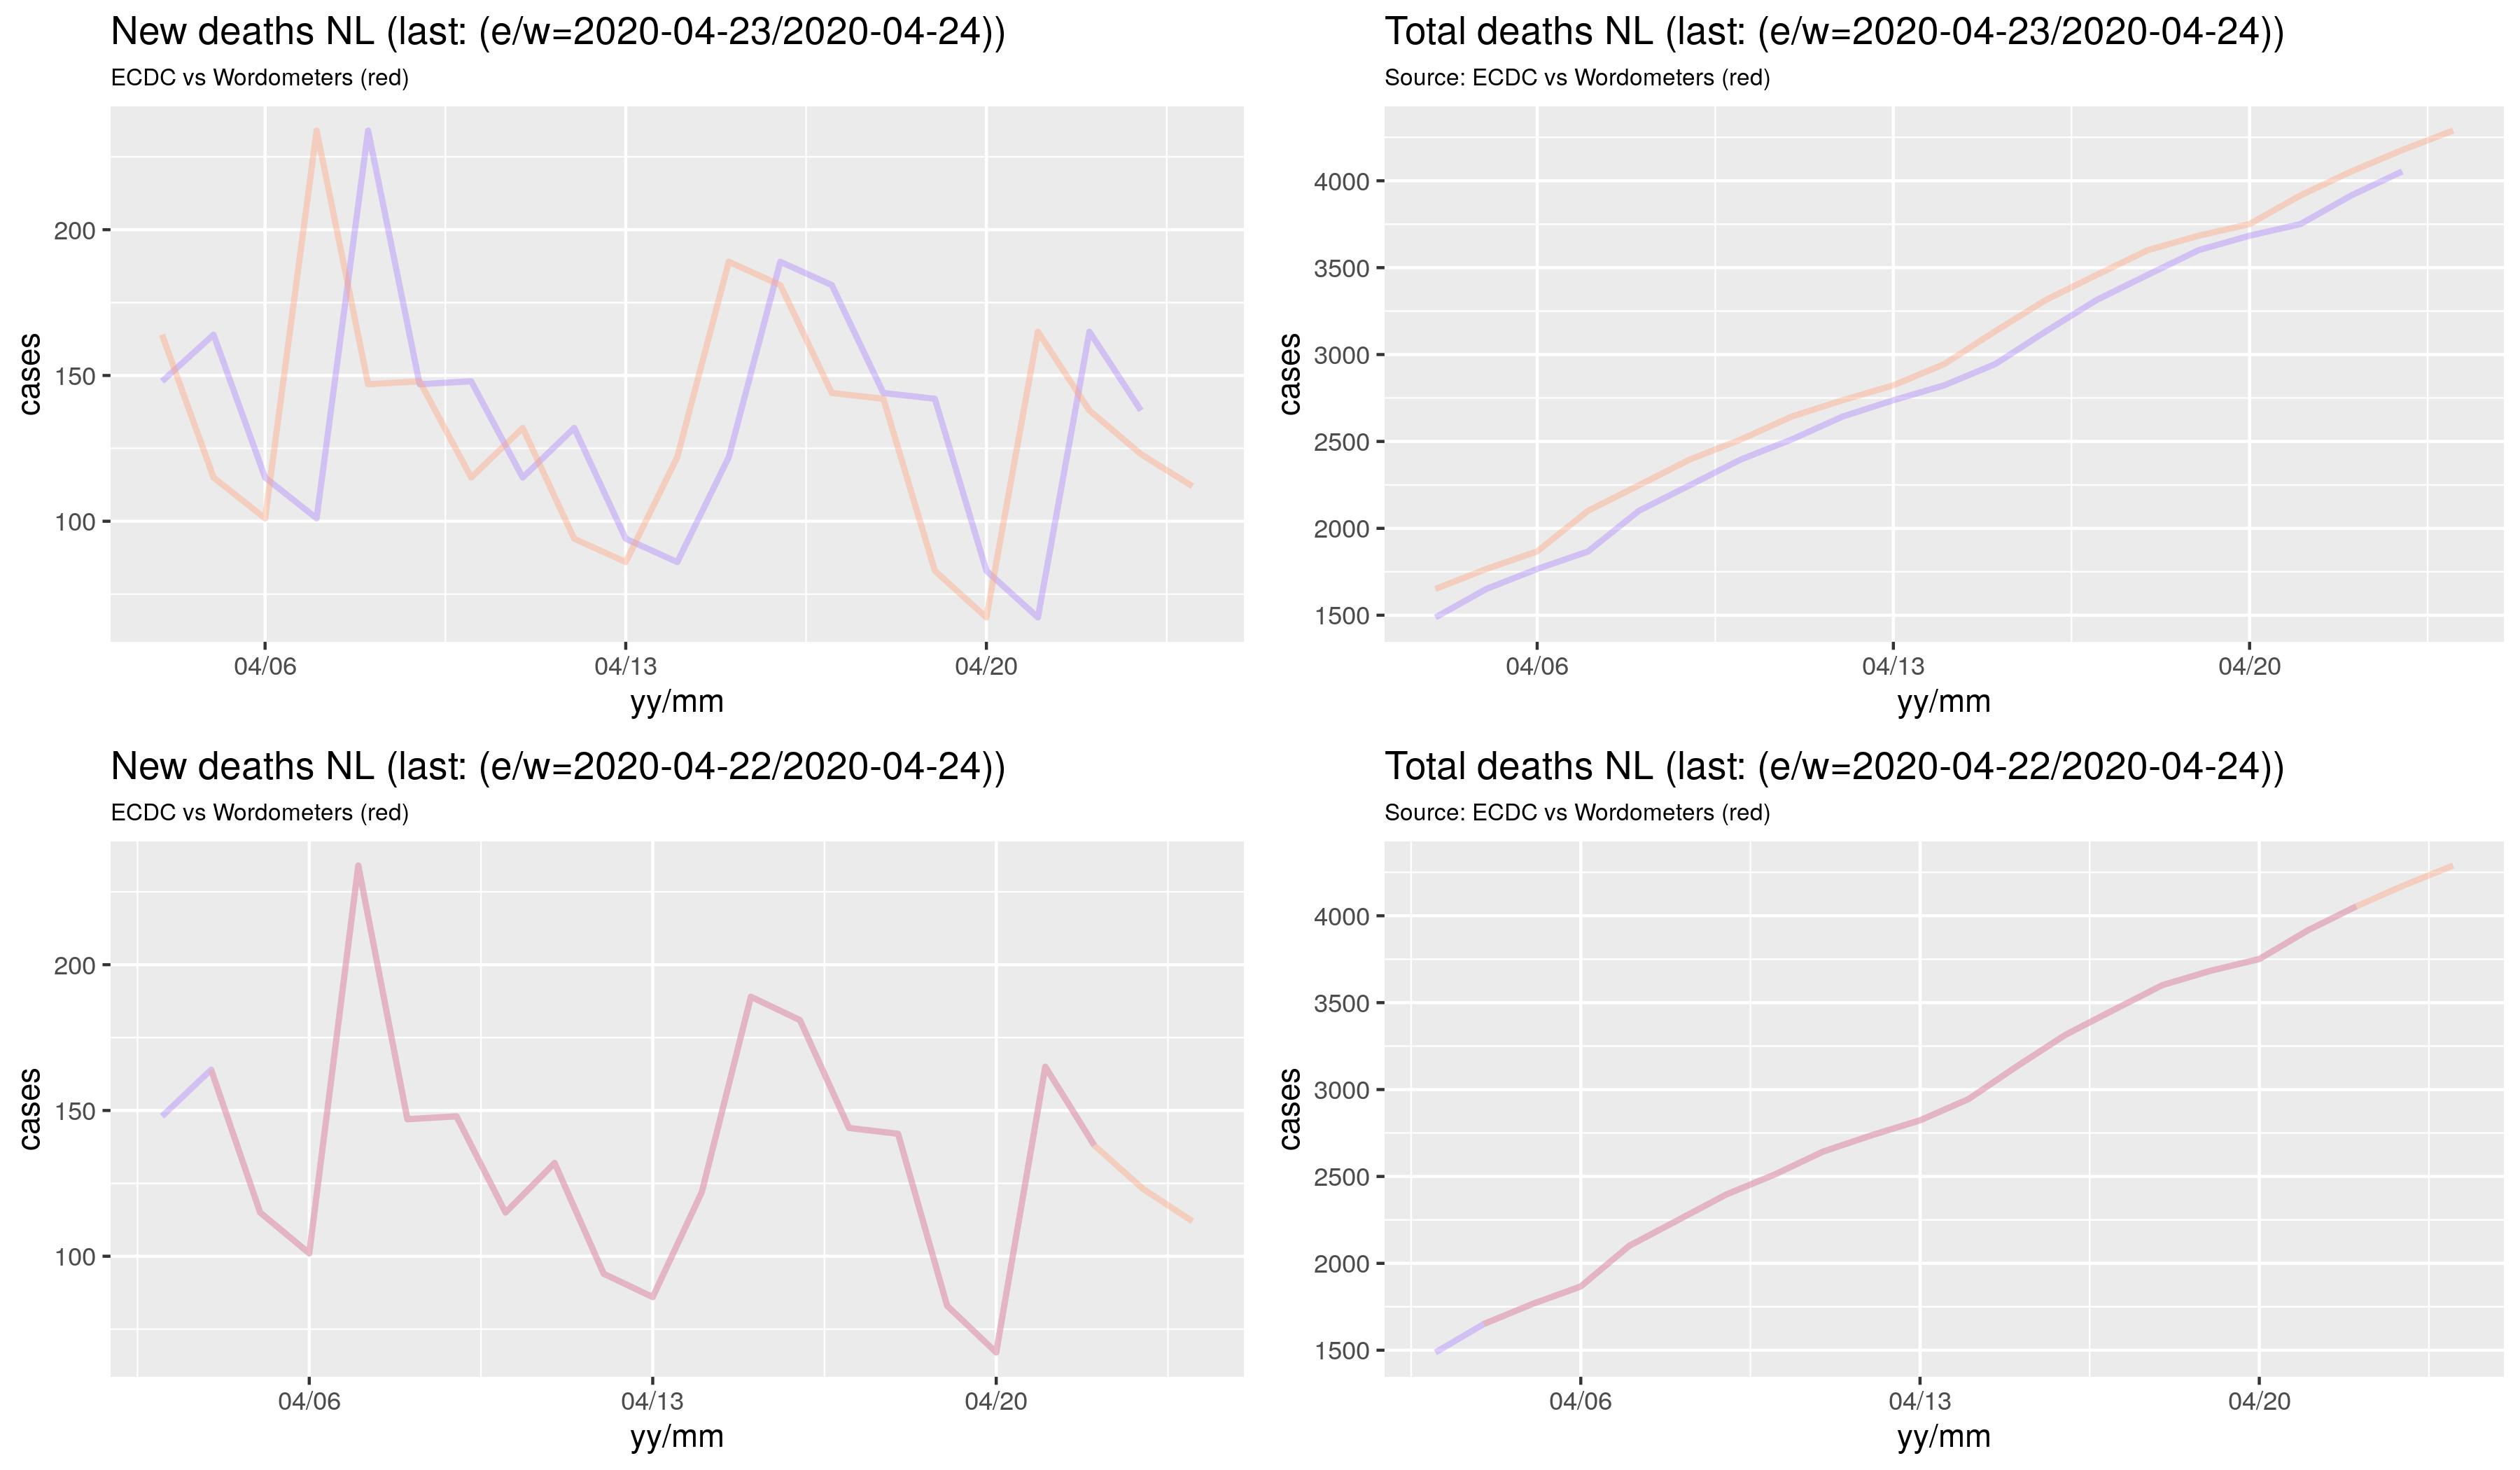 New deaths NL (last: (e/w=2020-04-23/2020-04-24))
ECDC vs Wordometers (red)
cases
200
150
100
04/06 04/13 04/20
yy/mm
Total deaths NL (last: (e/w=2020-04-23/2020-04-24))
Source: ECDC vs Wordometers (red)
cases
4000
3500
3000
2500
2000
1500
04/06 04/13 04/20
yy/mm
New deaths NL (last: (e/w=2020-04-22/2020-04-24))
ECDC vs Wordometers (red)
cases
200
150
100
04/06 04/13 04/20
yy/mm
Total deaths NL (last: (e/w=2020-04-22/2020-04-24))
Source: ECDC vs Wordometers (red)
cases
4000
3500
3000
2500
2000
1500
04/06 04/13 04/20
yy/mm